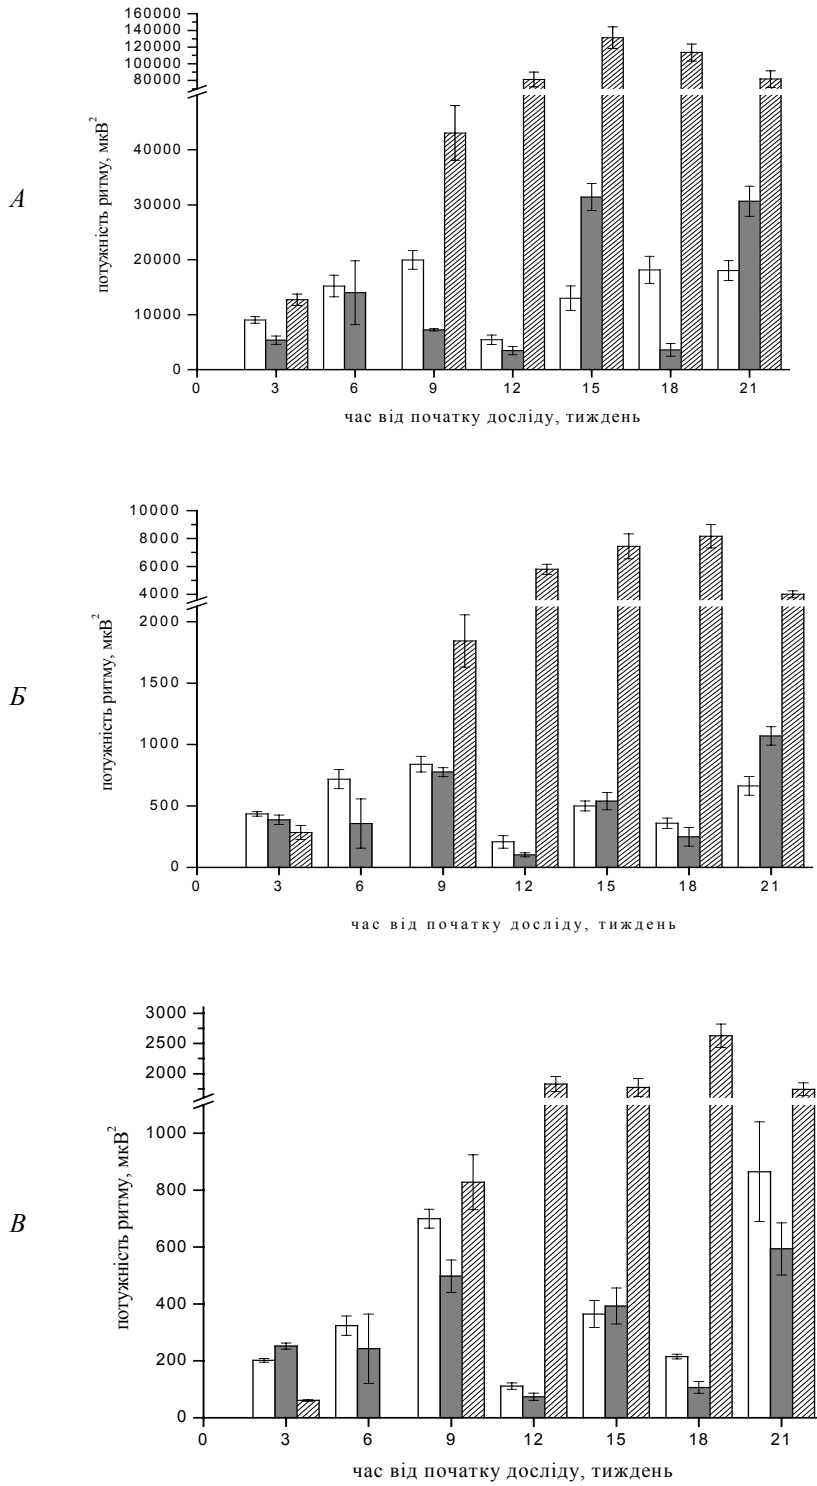 160000
140000
120000
100000
80000
40000
30000
20000
10000
0
потужність ритму, мкВ²
А
0 3 6 9 12 15 18 21
час від початку досліду, тиждень
10000
8000
6000
4000
2000
1500
1000
500
0
потужність ритму, мкВ²
Б
0 3 6 9 12 15 18 21
час від початку досліду, тиждень
3000
2500
2000
1000
800
600
400
200
0
потужність ритму, мкВ²
В
0 3 6 9 12 15 18 21
час від початку досліду, тиждень